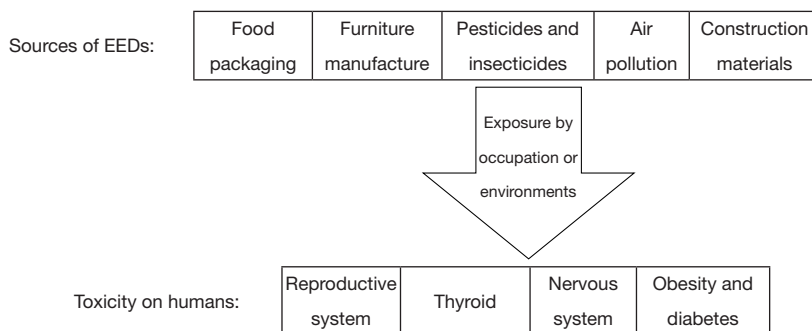 Sources of EEDs:
Food
packaging
Furniture
manufacture
Pesticides and
insecticides
Air
pollution
Construction
materials
Exposure by
occupation or
environments
Toxicity on humans:
Reproductive
system
Thyroid
Nervous
system
Obesity and
diabetes